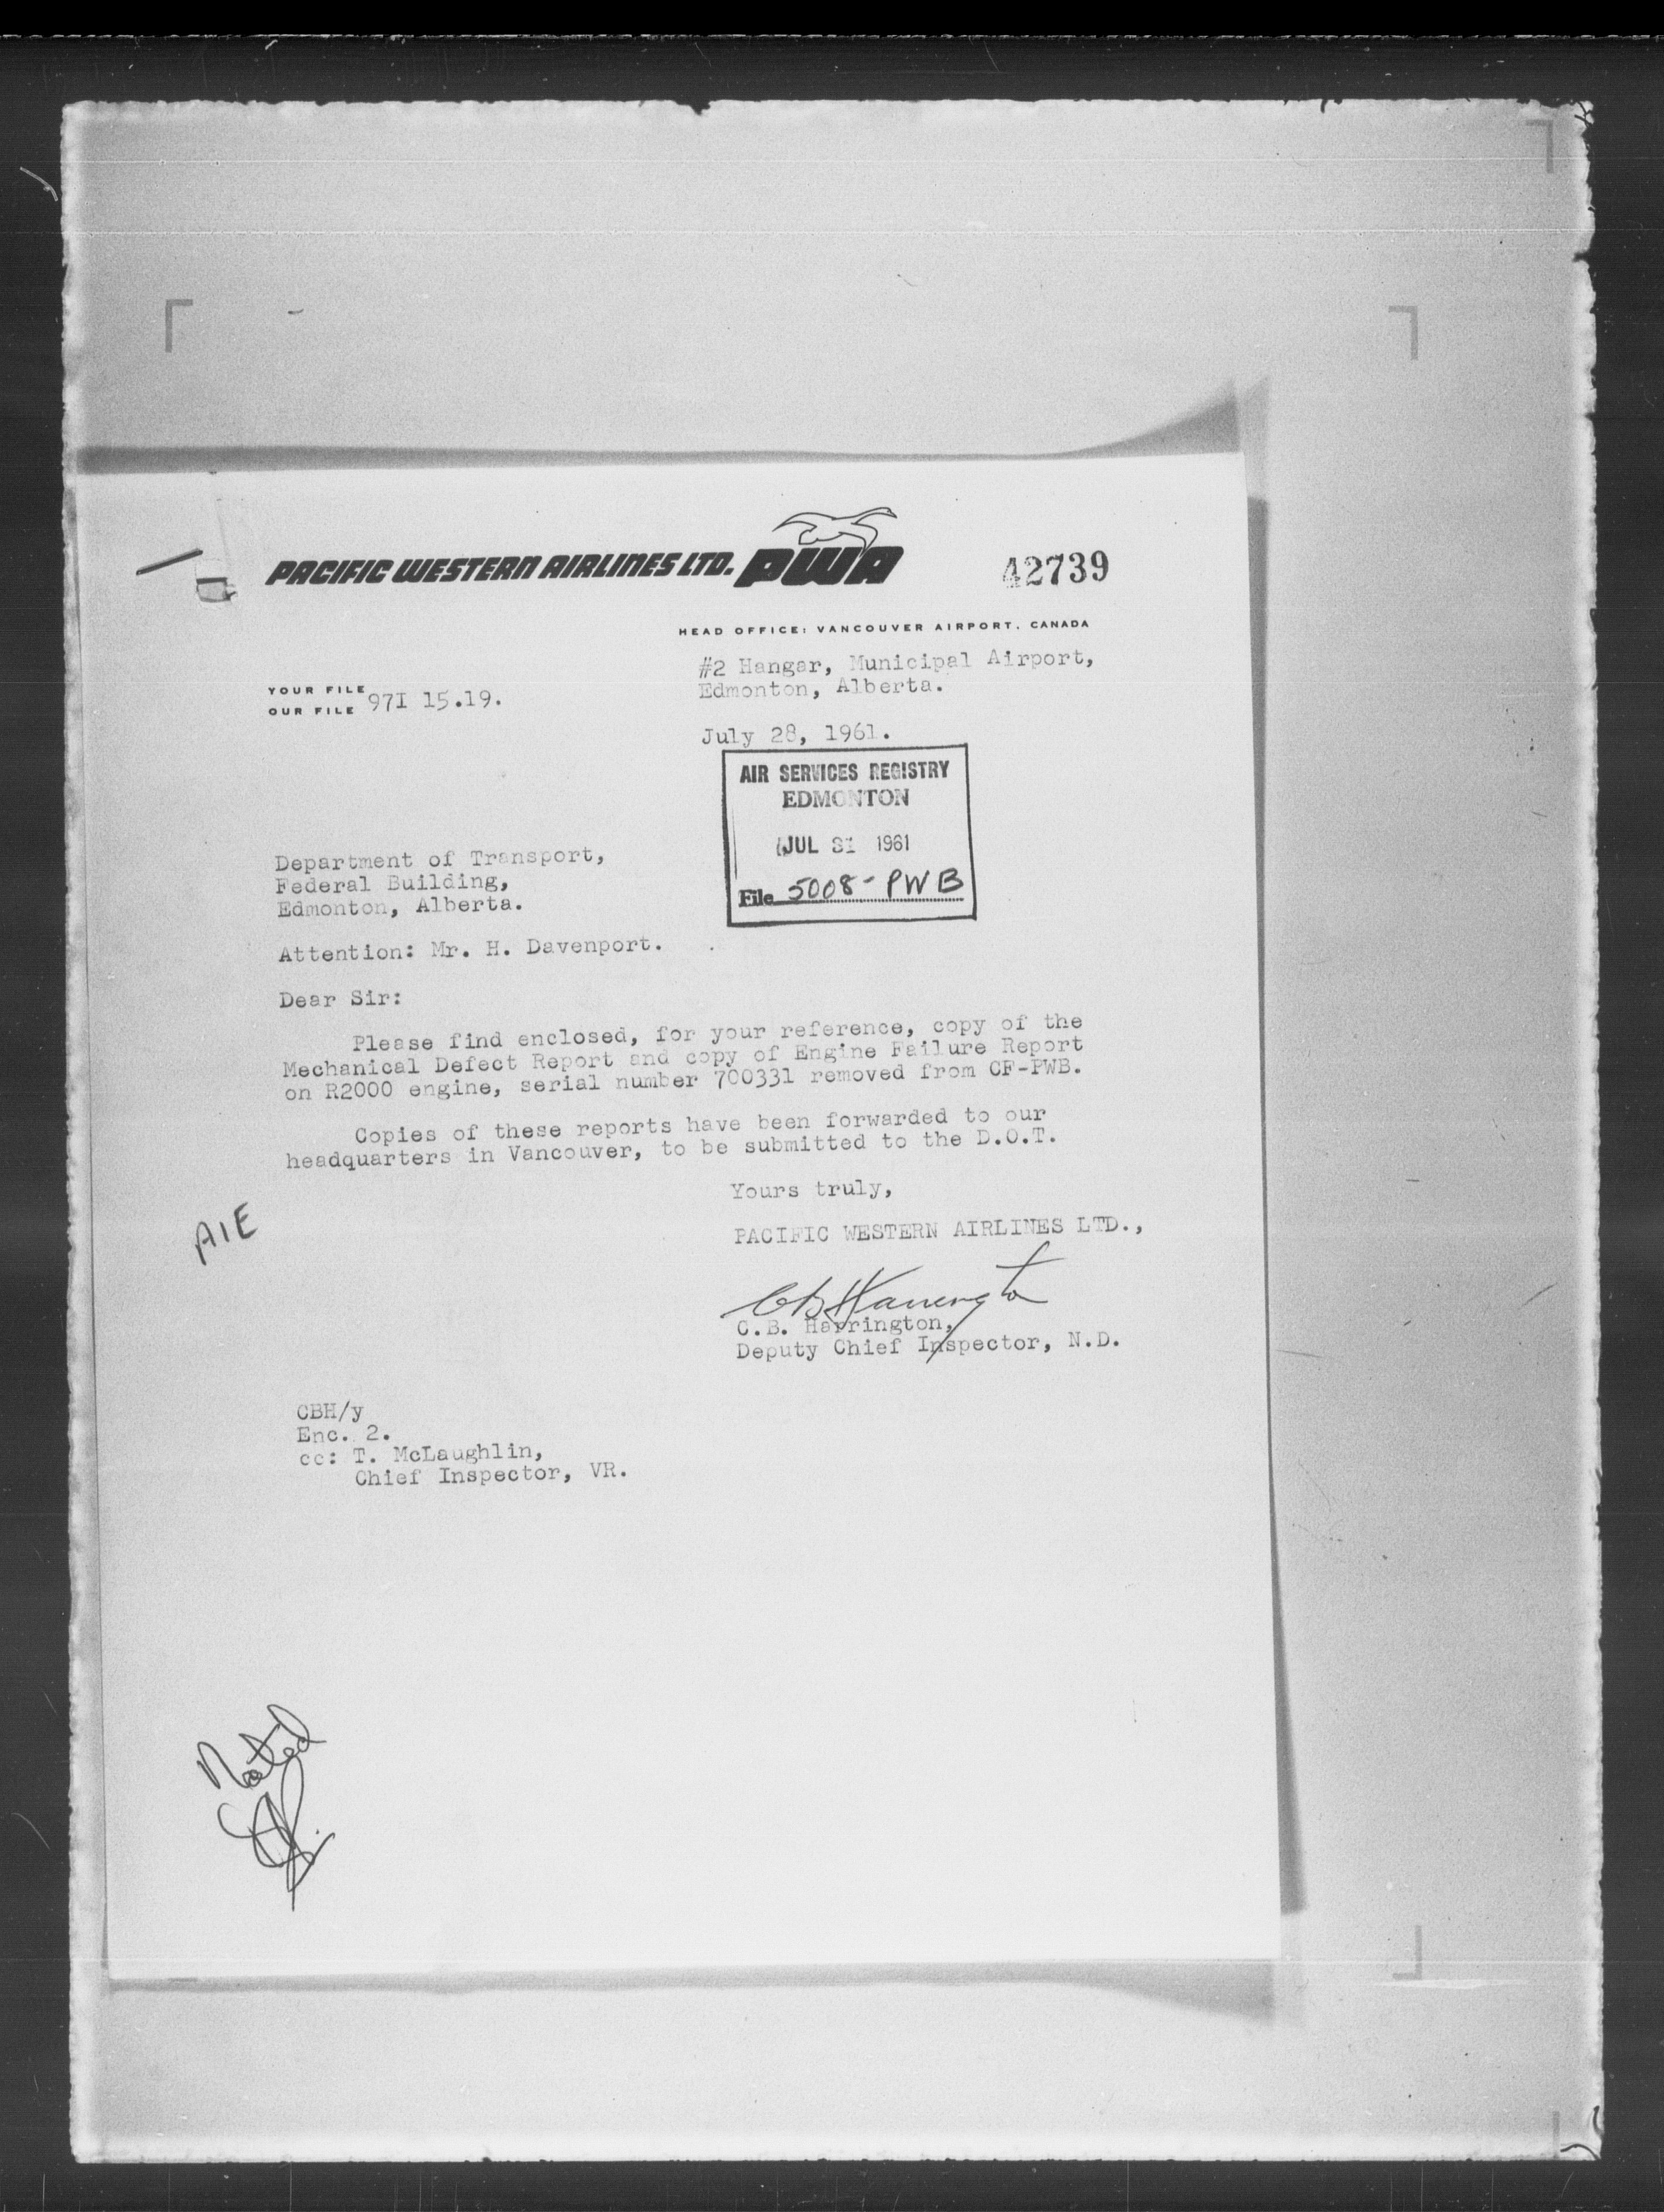 PACIFIC WESTERN AIRLINES LTD. PWA
42739
HEAD OFFICE: VANCOUVER AIRPORT, CANADA
#2 Hangar, Municipal Airport,
Edmonton, Alberta.
YOUR FILE
OUR FILE 97I 15.19.
July 28, 1961.
AIR SERVICES REGISTRY
EDMONTON
JUL 31 1961
File 5008-PWB
Department of Transport,
Federal Building,
Edmonton, Alberta.
Attention: Mr. H. Davenport.
Dear Sir:
Please find enclosed, for your reference, copy of the
Mechanical Defect Report and copy of Engine Failure Report
on R2000 engine, serial number 700331 removed from CF-PWB.
Copies of these reports have been forwarded to our
headquarters in Vancouver, to be submitted to the D.O.T.
Yours truly,
AIE
PACIFIC WESTERN AIRLINES LTD.,
CB Harrington
C.B. Harrington,
Deputy Chief Inspector, N.D.
CBH/y
Enc. 2.
cc: T. McLaughlin,
Chief Inspector, VR.
Noted